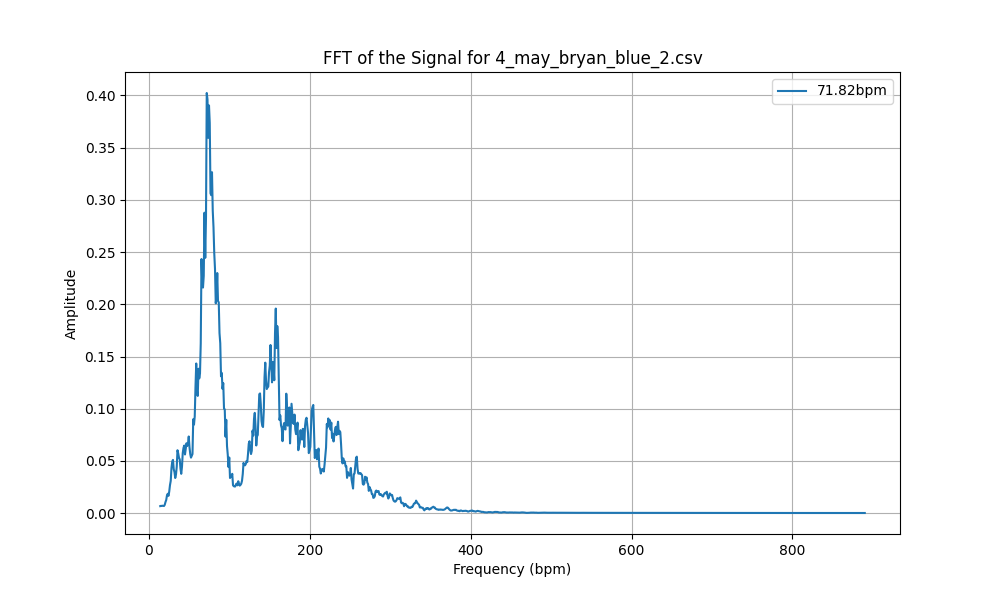 FFT of the Signal for 4_may_bryan_blue_2.csv
71.82bpm
Amplitude
0.40
0.35
0.30
0.25
0.20
0.15
0.10
0.05
0.00
0 200 400 600 800
Frequency (bpm)